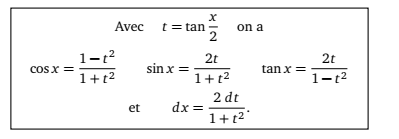 Avec t = tan x/2 on a
cos x = (1−t²)/(1+t²) sin x = 2t/(1+t²) tan x = 2t/(1−t²)
et dx = 2 dt/(1+t²).